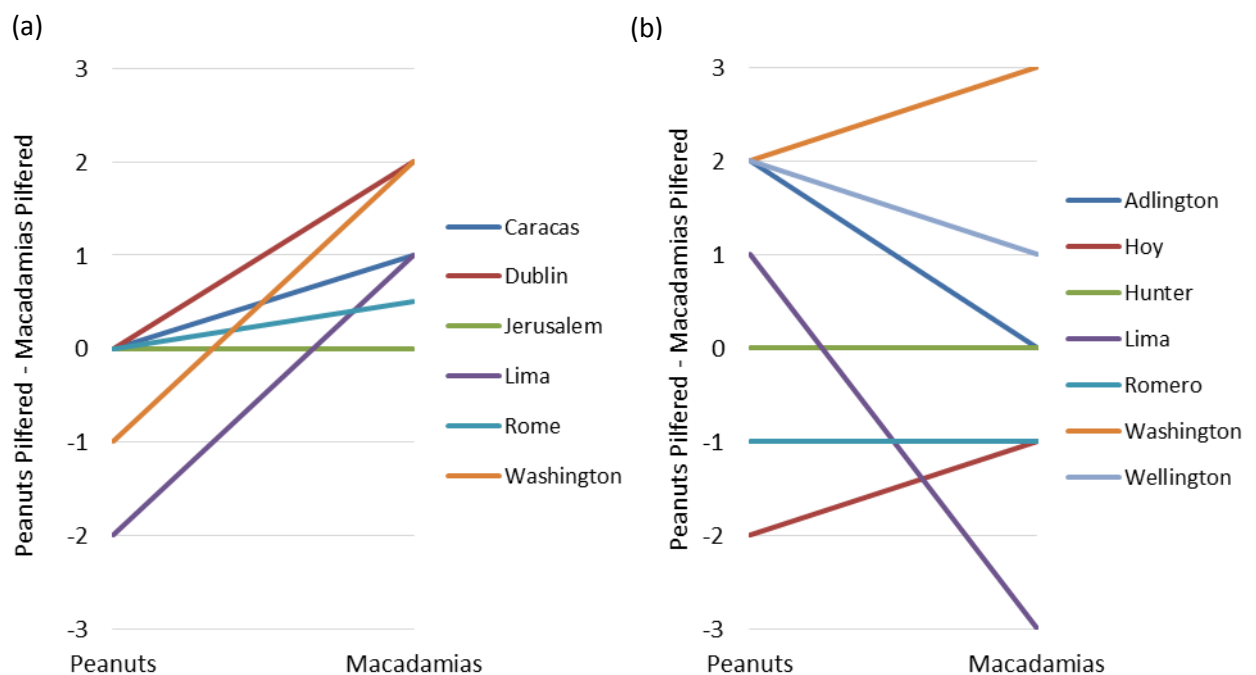 (a)
Peanuts Pilfered - Macadamias Pilfered
3
2
1
0
-1
-2
-3
Peanuts
Macadamias
Caracas
Dublin
Jerusalem
Lima
Rome
Washington
(b)
Peanuts Pilfered - Macadamias Pilfered
3
2
1
0
-1
-2
-3
Peanuts
Macadamias
Adlington
Hoy
Hunter
Lima
Romero
Washington
Wellington